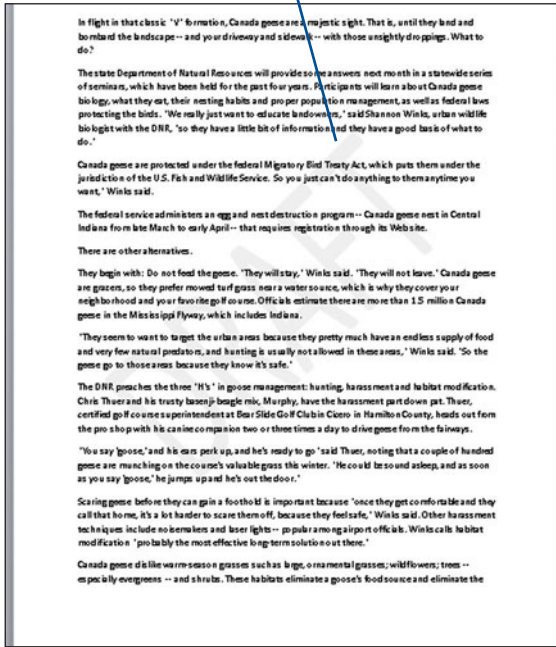 In flight in that classic "V" formation, Canada geese are a majestic sight. That is, until they land and
bombard the landscape -- and your driveway and sidewalk -- with those unsightly droppings. What to
do?
The state Department of Natural Resources will provide some answers next month in a statewide series
of seminars, which have been held for the past four years. Participants will learn about Canada geese
biology, what they eat, their nesting habits and proper population management, as well as federal laws
protecting the birds. "We really just want to educate landowners," said Shannon Winks, urban wildlife
biologist with the DNR, "so they have a little bit of information and they have a good basis of what to
do."
Canada geese are protected under the federal Migratory Bird Treaty Act, which puts them under the
jurisdiction of the U.S. Fish and Wildlife Service. So you just can't do anything to them anytime you
want," Winks said.
The federal service administers an egg and nest destruction program -- Canada geese nest in Central
Indiana from late March to early April -- that requires registration through its Web site.
There are other alternatives.
They begin with: Do not feed the geese. "They will stay," Winks said. "They will not leave." Canada geese
are grazers, so they prefer mowed turf grass near a water source, which is why they cover your
neighborhood and your favorite golf course. Officials estimate there are more than 1.5 million Canada
geese in the Mississippi Flyway, which includes Indiana.
"They seem to want to target the urban areas because they pretty much have an endless supply of food
and very few natural predators, and hunting is usually not allowed in these areas," Winks said. "So the
geese go to those areas because they know it's safe."
The DNR preaches the three "H's" in goose management: hunting, harassment and habitat modification.
Chris Thuer and his trusty basenji-beagle mix, Murphy, have the harassment part down pat. Thuer,
certified golf course superintendent at Bear Slide Golf Club in Cicero in Hamilton County, heads out from
the pro shop with his canine companion two or three times a day to drive geese from the fairways.
"You say 'goose,' and his ears perk up, and he's ready to go" said Thuer, noting that a couple of hundred
geese are munching on the course's valuable grass this winter. "He could be sound asleep, and as soon
as you say 'goose,' he jumps up and he's out the door."
Scaring geese before they can gain a foothold is important because "once they get comfortable and they
call that home, it's a lot harder to scare them off, because they feel safe," Winks said. Other harassment
techniques include noisemakers and laser lights -- popular among airport officials. Winks calls habitat
modification "probably the most effective long-term solution out there."
Canada geese dislike warm-season grasses such as large, ornamental grasses; wildflowers; trees --
especially evergreens -- and shrubs. These habitats eliminate a goose's food source and eliminate the
DRAFT